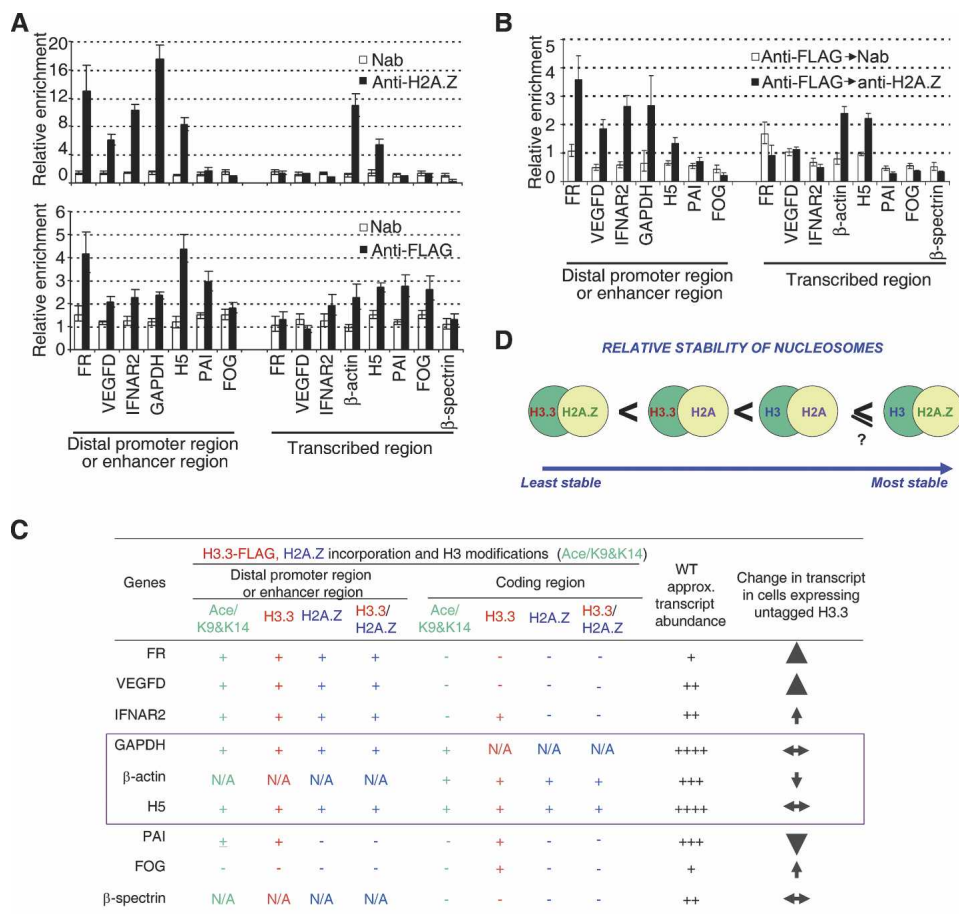 A
Relative enrichment
20
16
12
8
4
0
Nab
Anti-H2A.Z
Relative enrichment
6
5
4
3
2
1
Nab
Anti-FLAG
FR
VEGFD
IFNAR2
GAPDH
H5
PAI
FOG
FR
VEGFD
IFNAR2
β-actin
H5
PAI
FOG
β-spectrin
Distal promoter region
or enhancer region
Transcribed region
B
Relative enrichment
5
4
3
2
1
0
Anti-FLAG→Nab
Anti-FLAG→anti-H2A.Z
FR
VEGFD
IFNAR2
GAPDH
H5
PAI
FOG
FR
VEGFD
IFNAR2
β-actin
H5
PAI
FOG
β-spectrin
Distal promoter region
or enhancer region
Transcribed region
D
RELATIVE STABILITY OF NUCLEOSOMES
H3.3 H2A.Z < H3.3 H2A < H3 H2A ≤ H3 H2A.Z
?
Least stable Most stable
C
Genes
H3.3-FLAG, H2A.Z incorporation and H3 modifications (Ace/K9&K14)
Distal promoter region
or enhancer region
Coding region
Ace/
K9&K14
H3.3
H2A.Z
H3.3/
H2A.Z
Ace/
K9&K14
H3.3
H2A.Z
H3.3/
H2A.Z
WT
approx.
transcript
abundance
Change in transcript
in cells expressing
untagged H3.3
FR + + + + - - - - +
VEGFD + + + + - - - - ++
IFNAR2 + + + + - + - - ++
GAPDH + + + + + N/A N/A N/A ++++
β-actin N/A N/A N/A N/A + + + + +++
H5 + + + + + + + + ++++
PAI ± + - - - + - - +++
FOG - - - - - + - - +
β-spectrin N/A N/A N/A N/A - - - - ++